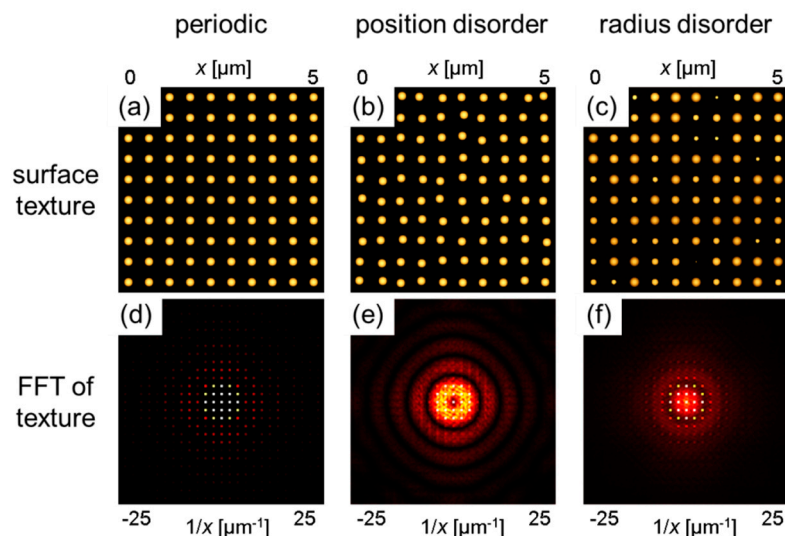 periodic position disorder radius disorder
0 x [µm] 5 0 x [µm] 5 0 x [µm] 5
(a) (b) (c)
surface
texture
(d) (e) (f)
FFT of
texture
-25 1/x [µm⁻¹] 25 -25 1/x [µm⁻¹] 25 -25 1/x [µm⁻¹] 25